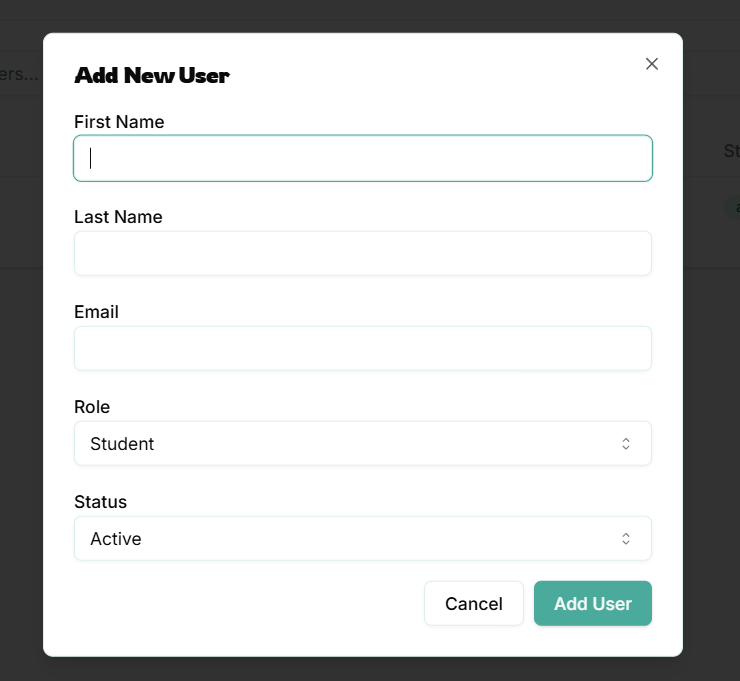 ers...
Add New User
First Name
St
Last Name
Email
Role
Student
Status
Active
Cancel
Add User